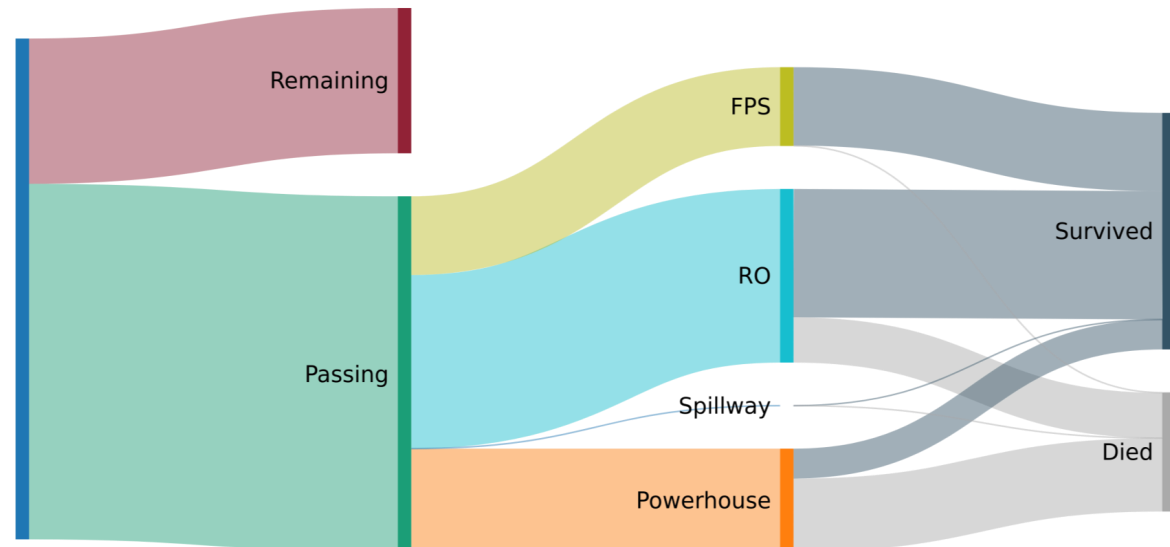 Remaining
Passing
FPS
RO
Spillway
Powerhouse
Survived
Died